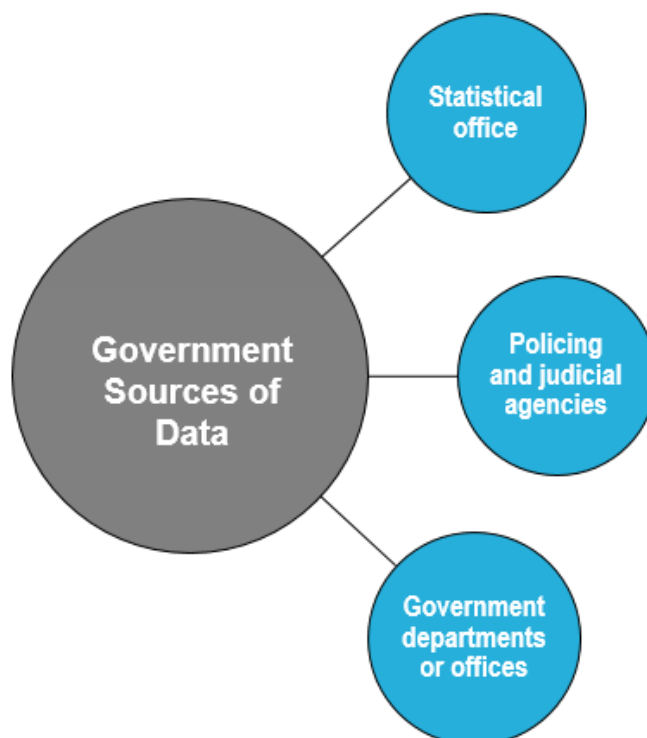 Statistical
office
Government
Sources of
Data
Policing
and judicial
agencies
Government
departments
or offices